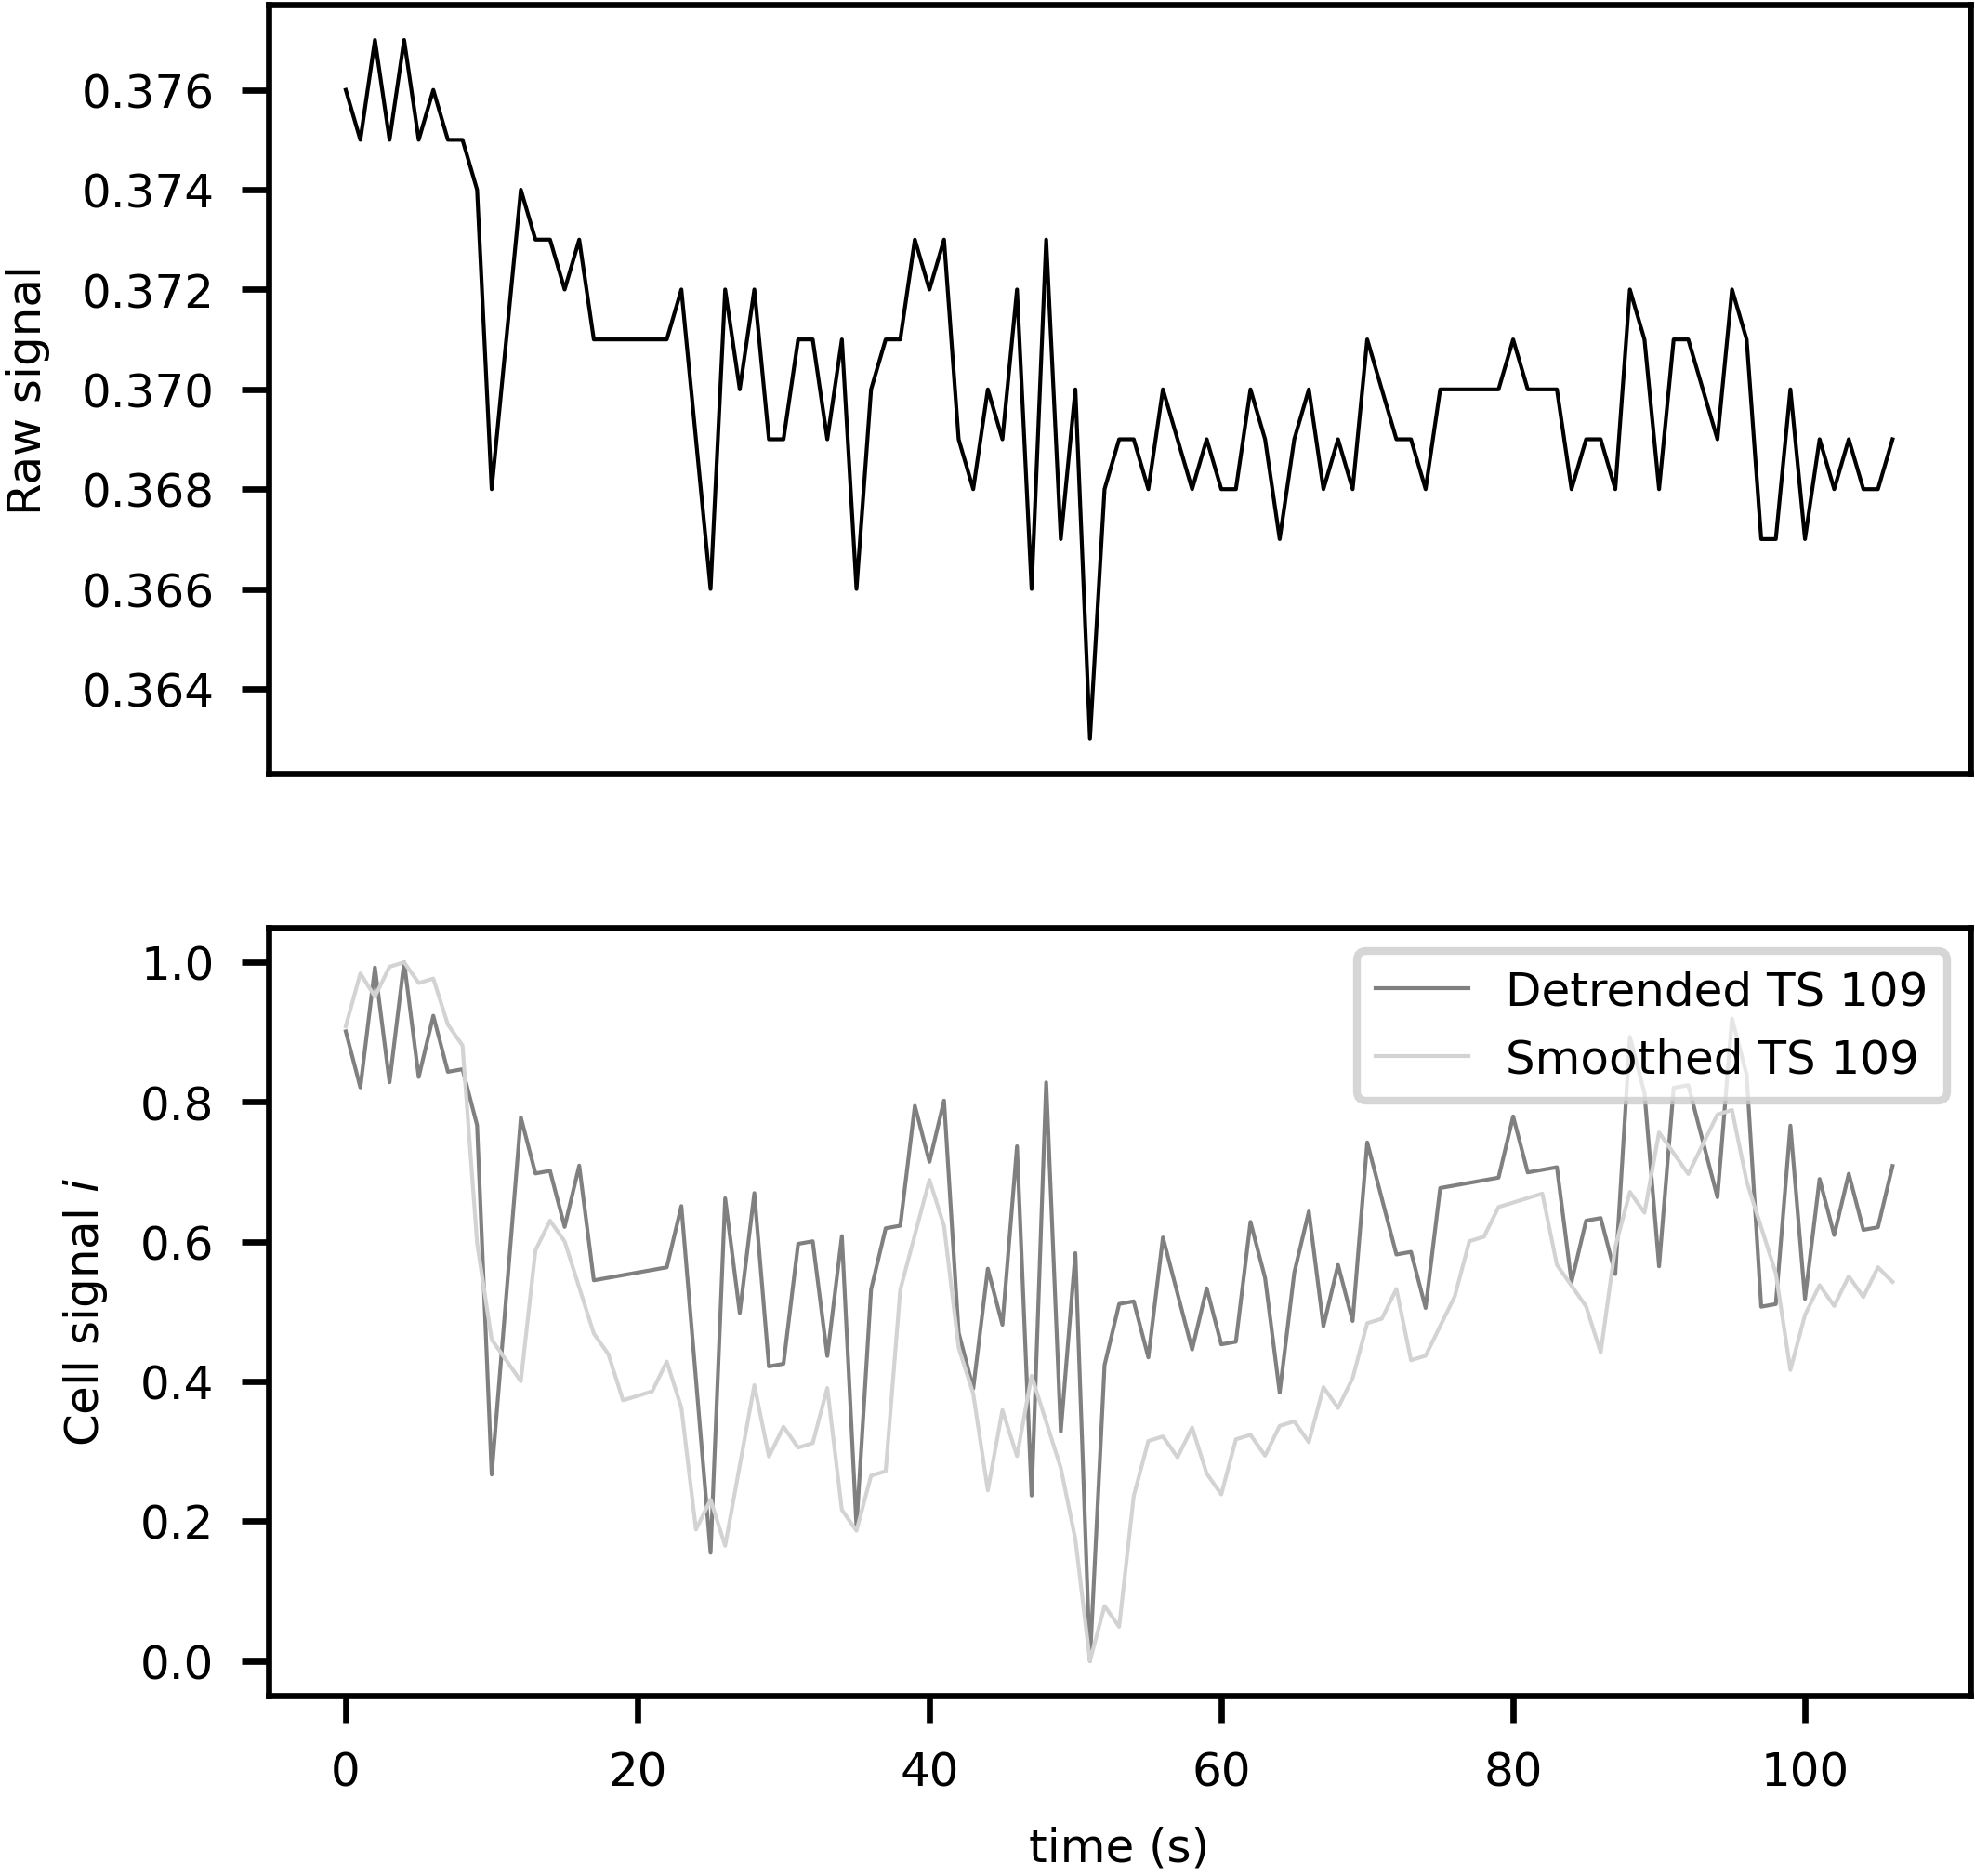 Raw signal
0.376
0.374
0.372
0.370
0.368
0.366
0.364
Cell signal i
1.0
0.8
0.6
0.4
0.2
0.0
Detrended TS 109
Smoothed TS 109
0 20 40 60 80 100
time (s)